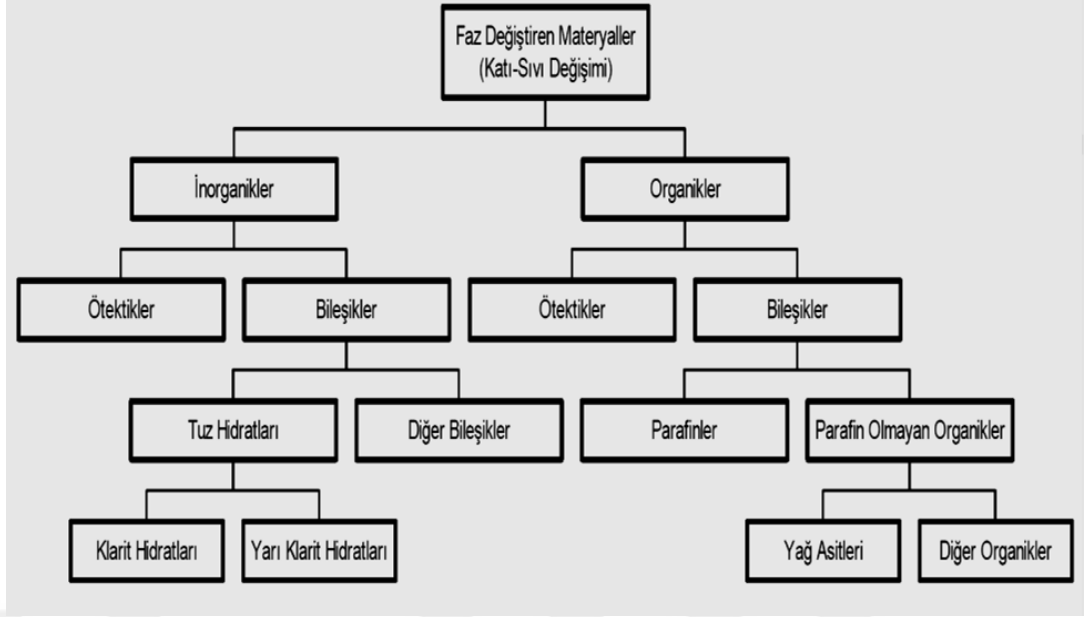 Faz Değiştiren Materyaller
(Katı-Sıvı Değişimi)
İnorganikler
Organikler
Ötektikler
Bileşikler
Ötektikler
Bileşikler
Tuz Hidratları
Diğer Bileşikler
Parafinler
Parafin Olmayan Organikler
Klarit Hidratları
Yarı Klarit Hidratları
Yağ Asitleri
Diğer Organikler